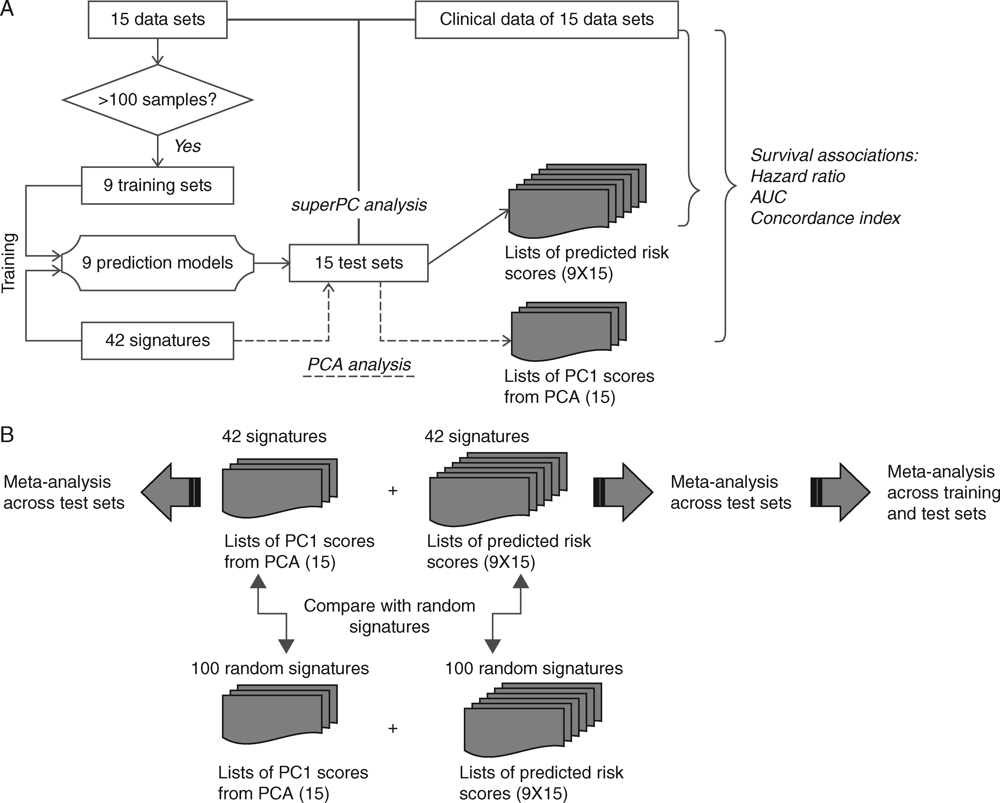 A
15 data sets
Clinical data of 15 data sets
>100 samples?
Yes
9 training sets
superPC analysis
Survival associations:
Hazard ratio
AUC
Concordance index
Training
9 prediction models
15 test sets
Lists of predicted risk
scores (9X15)
42 signatures
PCA analysis
Lists of PC1 scores
from PCA (15)
B
42 signatures
42 signatures
Meta-analysis
across test sets
+
Meta-analysis
across test sets
Meta-analysis
across training
and test sets
Lists of PC1 scores
from PCA (15)
Lists of predicted risk
scores (9X15)
Compare with random
signatures
100 random signatures
100 random signatures
+
Lists of PC1 scores
from PCA (15)
Lists of predicted risk
scores (9X15)